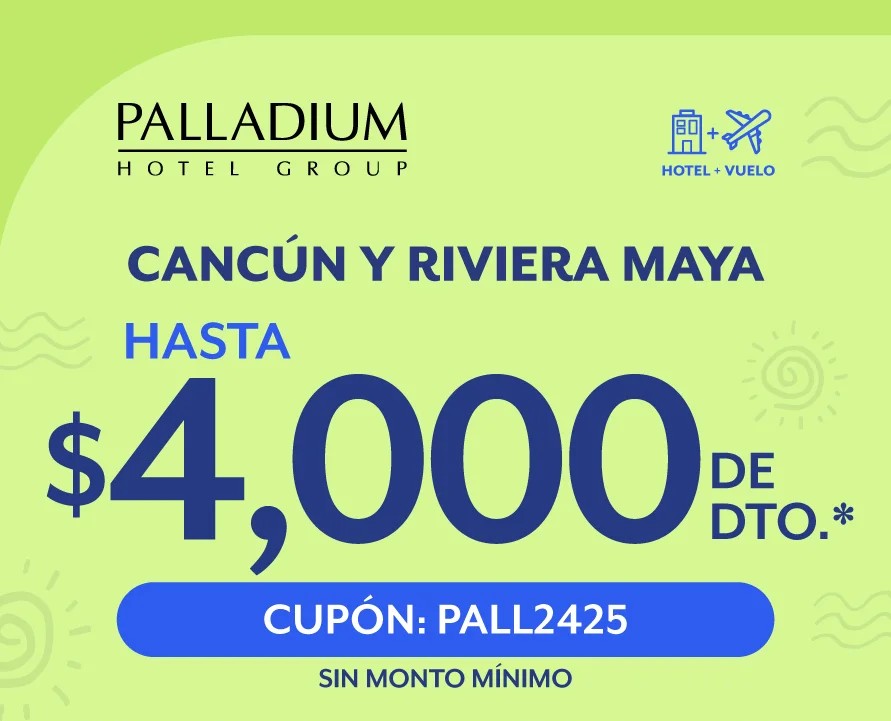 PALLADIUM
HOTEL GROUP
HOTEL + VUELO
CANCÚN Y RIVIERA MAYA
HASTA
$4,000 DE DTO.*
CUPÓN: PALL2425
SIN MONTO MÍNIMO